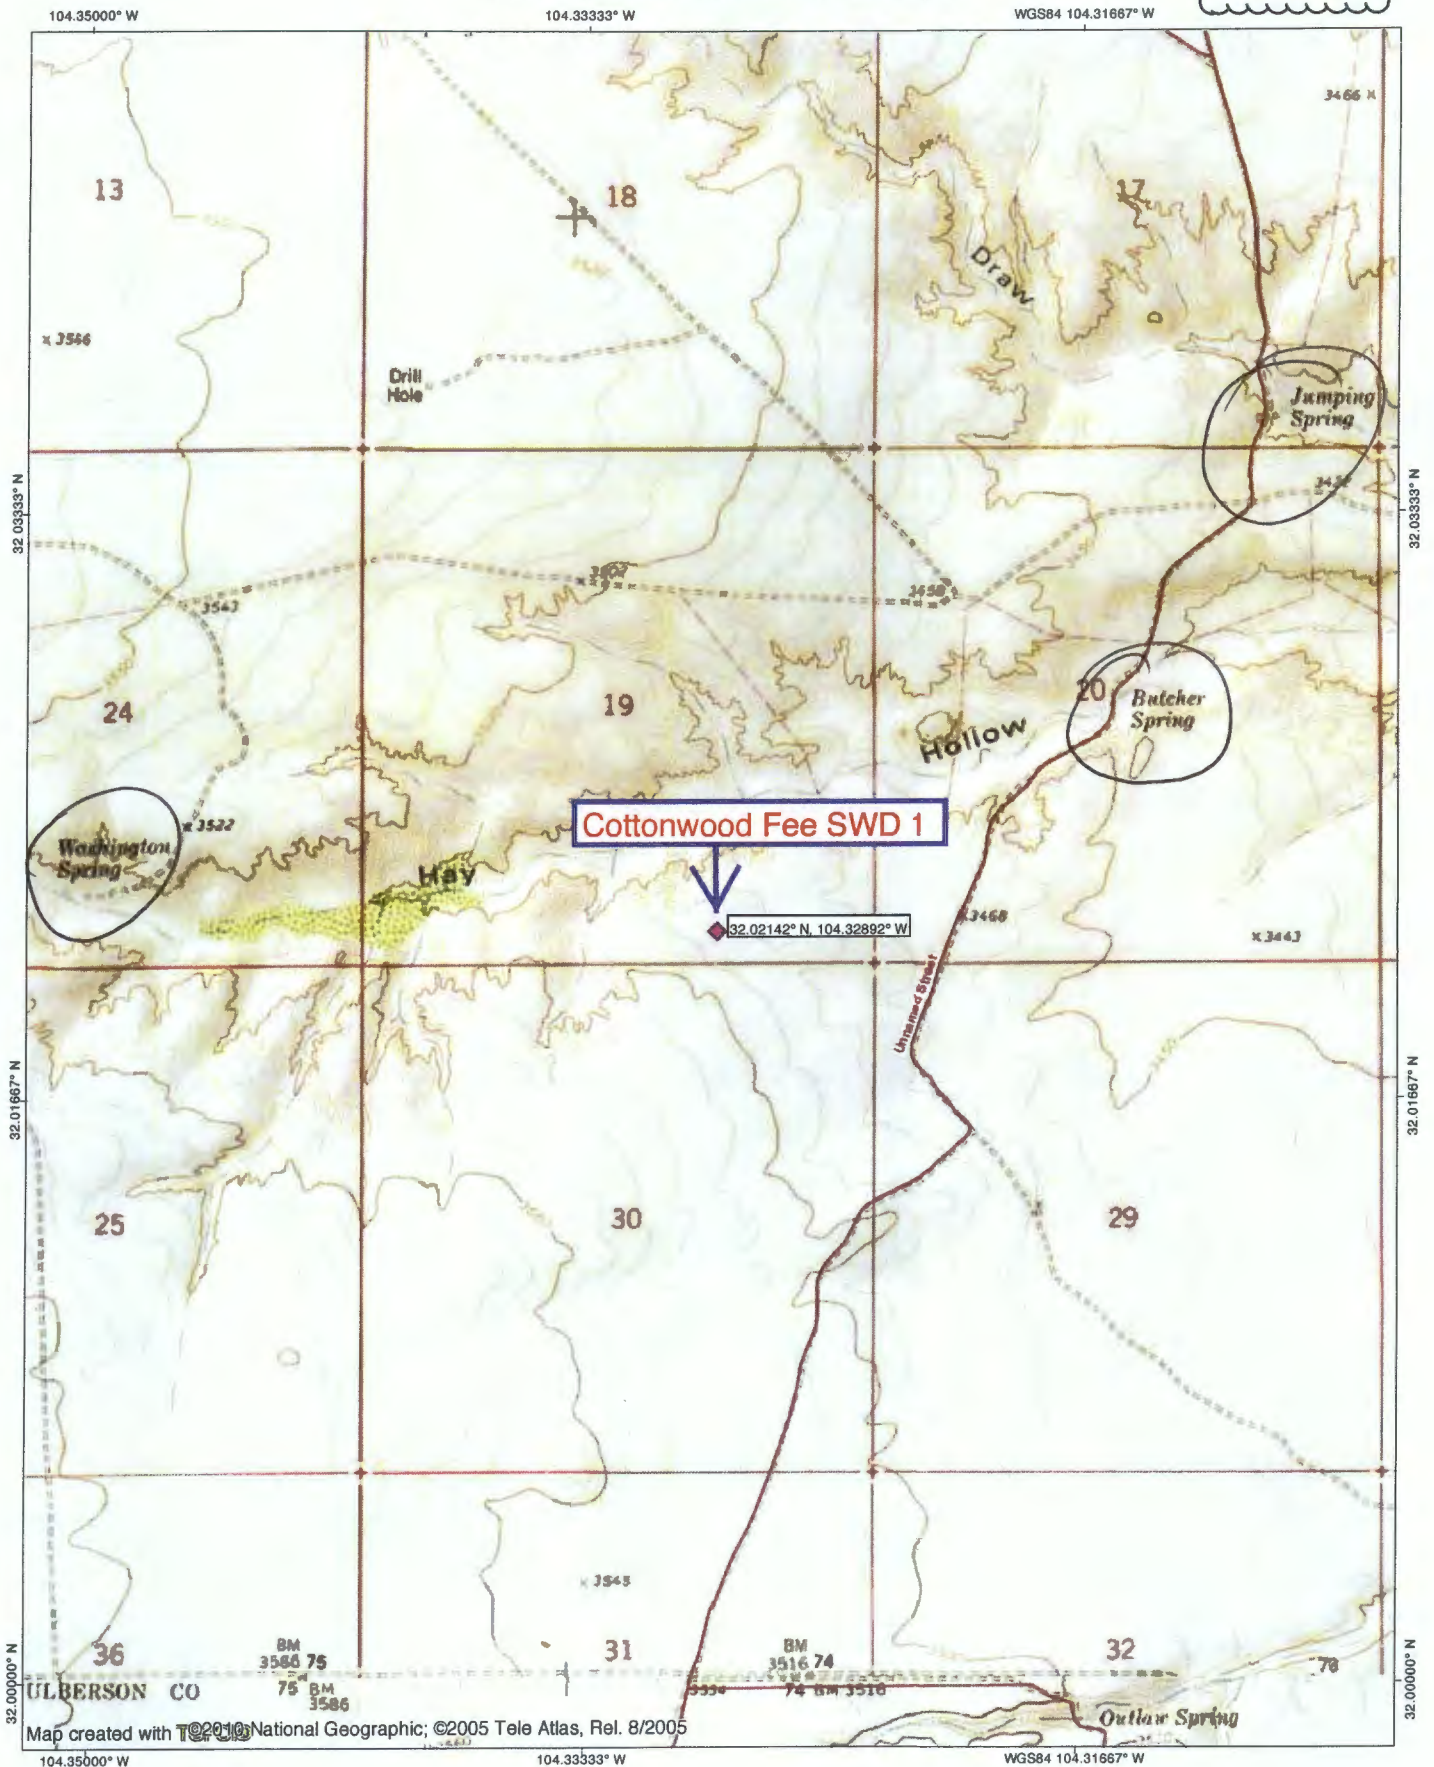 104.35000° W
104.33333° W
WGS84 104.31667° W
3466
13
18
17
Draw
3566
Drill
Hole
Jumping
Spring
32.03333° N
32.03333° N
3602
3458
3543
24
19
20
Butcher
Spring
Hollow
Cottonwood Fee SWD 1
3522
Washington
Spring
Hay
3468
32.02142° N, 104.32892° W
3443
Unnamed Street
3450
32.01667° N
32.01667° N
25
30
29
3545
36
BM
3586 75
31
BM
3516 74
32
ULBERSON CO
75 BM
3586
74 BM 3516
32.00000° N
32.00000° N
Outlaw Spring
Map created with ©2010 National Geographic; ©2005 Tele Atlas, Rel. 8/2005
104.35000° W
104.33333° W
WGS84 104.31667° W